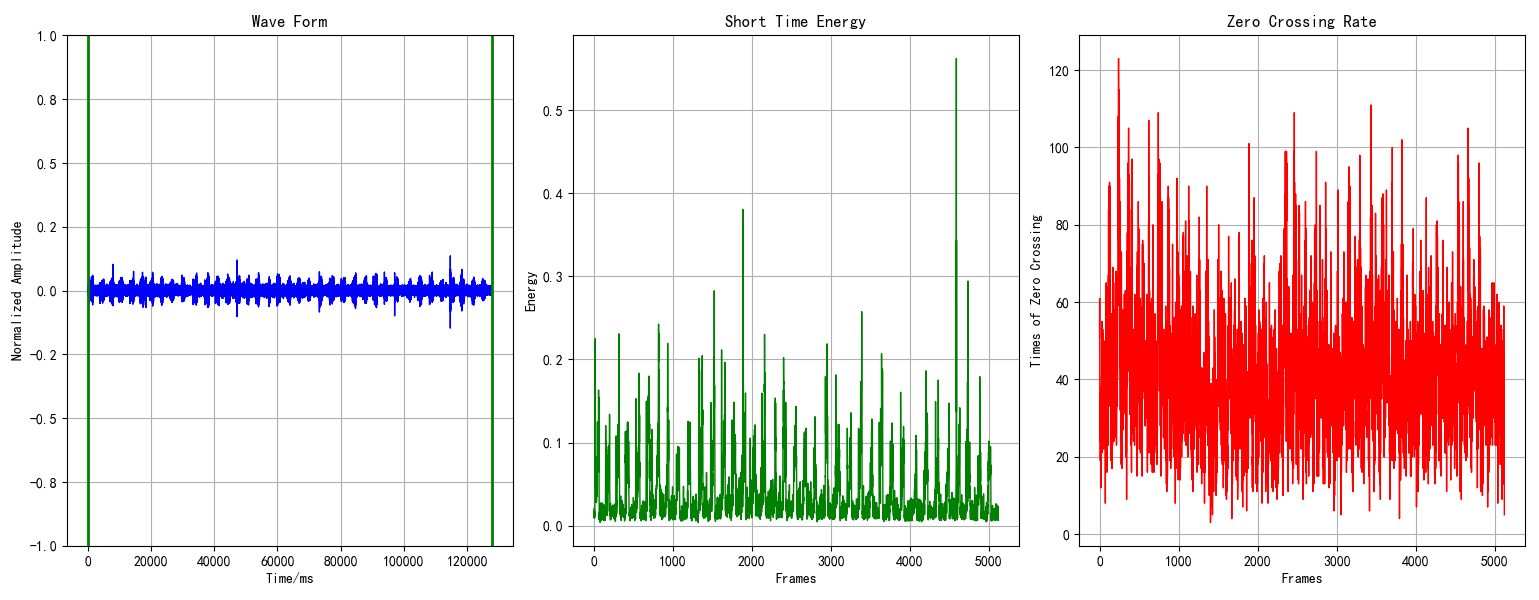 Wave Form
1.0
0.8
0.5
0.2
0.0
−0.2
−0.5
−0.8
−1.0
Normalized Amplitude
0 20000 40000 60000 80000 100000 120000
Time/ms
Short Time Energy
0.5
0.4
0.3
0.2
0.1
0.0
Energy
0 1000 2000 3000 4000 5000
Frames
Zero Crossing Rate
120
100
80
60
40
20
0
Times of Zero Crossing
0 1000 2000 3000 4000 5000
Frames